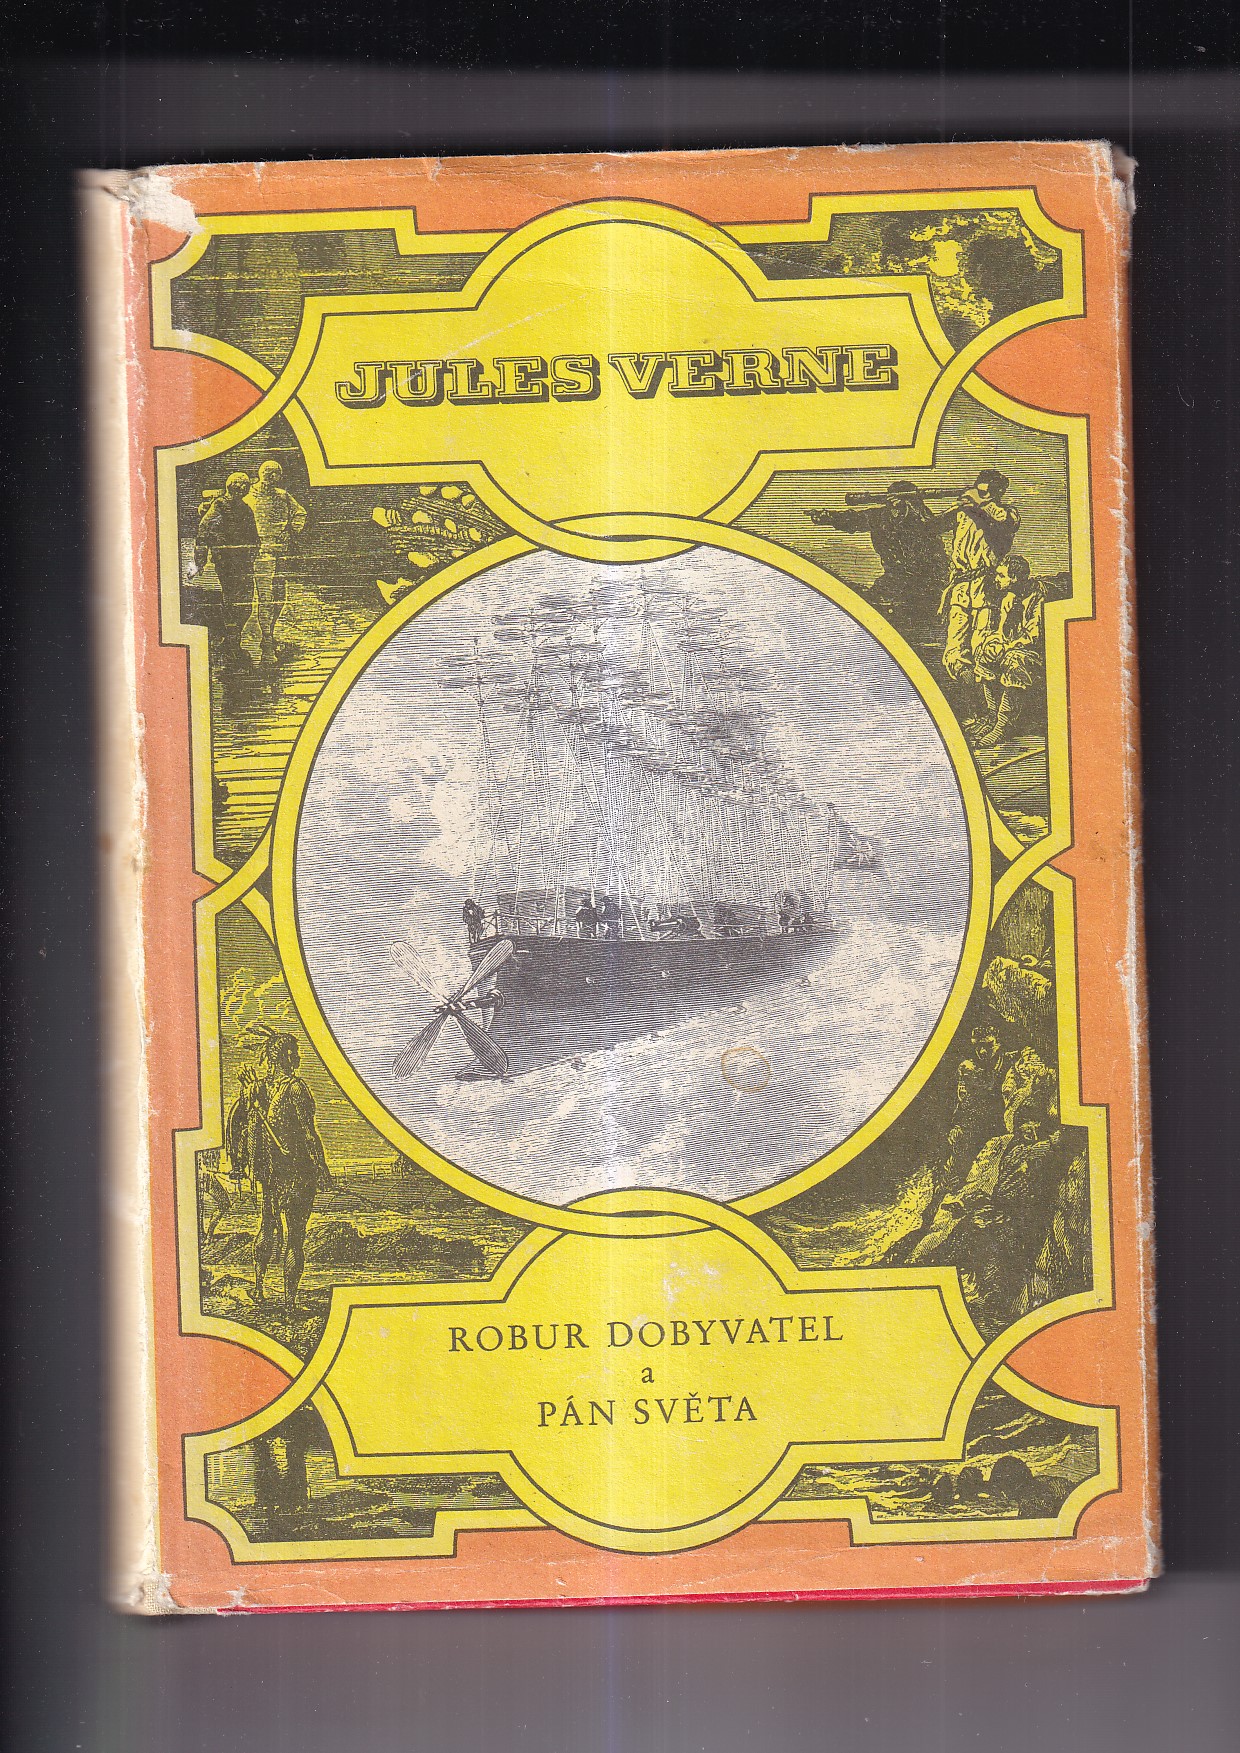 JULES VERNE
ROBUR DOBYVATEL
a
PÁN SVĚTA